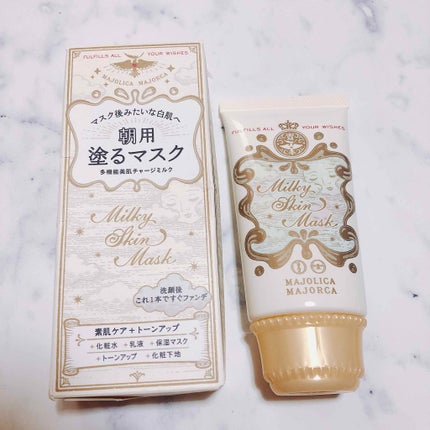 FULFILLS ALL YOUR WISHES
MAJOLICA MAJORCA
マスク後みたいな白肌へ
朝用
塗るマスク
多機能美肌チャージミルク
Milky
Skin
Mask
洗顔後
これ1本ですぐファンデ
素肌ケア+トーンアップ
+化粧水 +乳液 +保湿マスク
+トーンアップ +化粧下地
FULFILLS ALL YOUR WISHES
Milky
Skin
Mask
MAJOLICA
MAJORCA